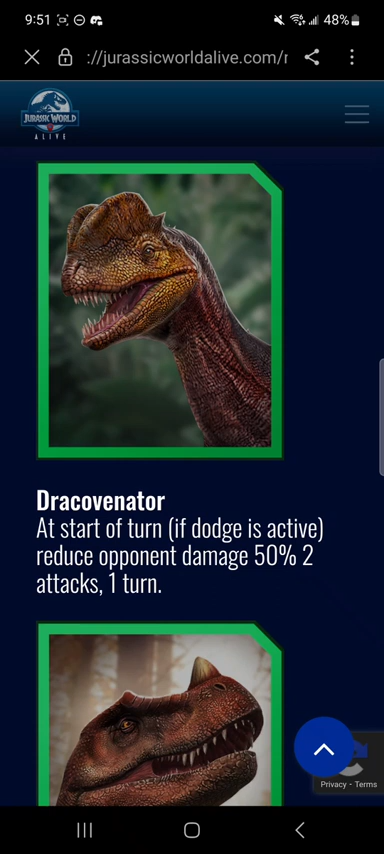 9:51
48%
://jurassicworldalive.com/r
JURASSIC WORLD
ALIVE
Dracovenator
At start of turn (if dodge is active)
reduce opponent damage 50% 2
attacks, 1 turn.
Privacy - Terms